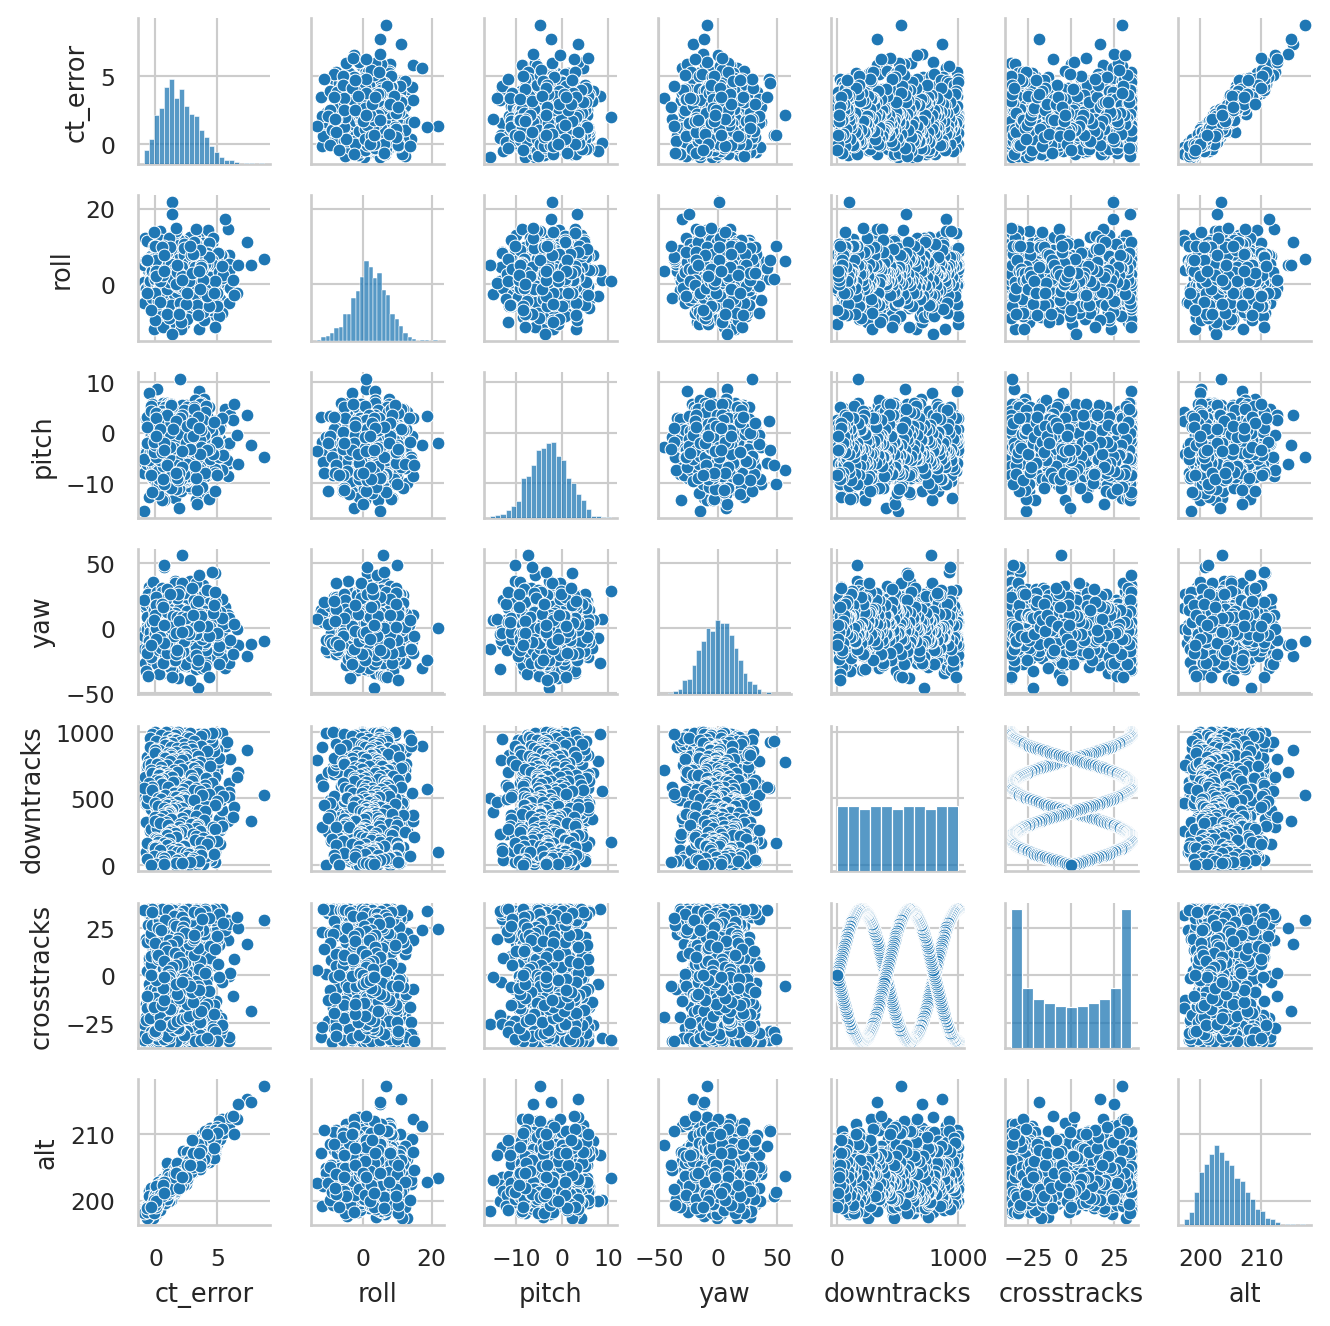 ct_error
5
0
roll
20
0
pitch
10
0
−10
yaw
50
0
−50
downtracks
1000
500
0
crosstracks
25
0
−25
alt
210
200
0 5 0 20 −10 0 10 −50 0 50 0 1000 −25 0 25 200 210
ct_error roll pitch yaw downtracks crosstracks alt